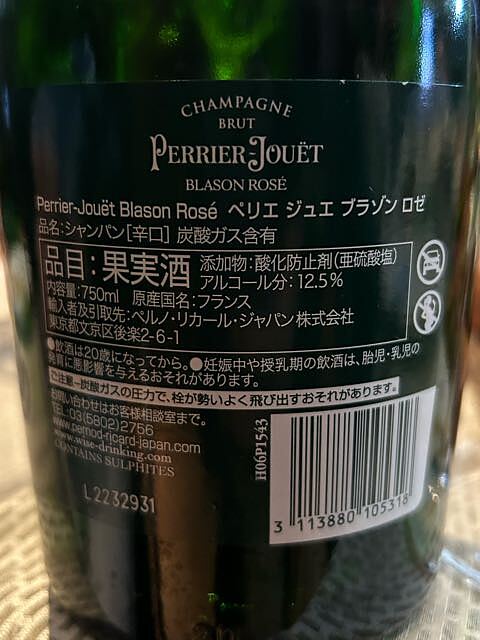 CHAMPAGNE
BRUT
PERRIER-JOUËT
BLASON ROSÉ
Perrier-Jouët Blason Rosé ペリエ ジュエ ブラゾン ロゼ
品名:シャンパン[辛口] 炭酸ガス含有
品目:果実酒 添加物:酸化防止剤(亜硫酸塩)
アルコール分:12.5%
内容量:750ml 原産国名:フランス
輸入者及引取先:ペルノ・リカール・ジャパン株式会社
東京都文京区後楽2-6-1
●飲酒は20歳になってから。●妊娠中や授乳期の飲酒は、胎児・乳児の
発育に悪影響を与えるおそれがあります。
ご注意〜炭酸ガスの圧力で、栓が勢いよく飛び出すおそれがあります。
お問い合わせはお客様相談室まで。
TEL:03(5802)2756
www.pernod-ricard-japan.com
www.wise-drinking.com
CONTAINS SULPHITES
L2232931
H06P1543
3 113880 105318